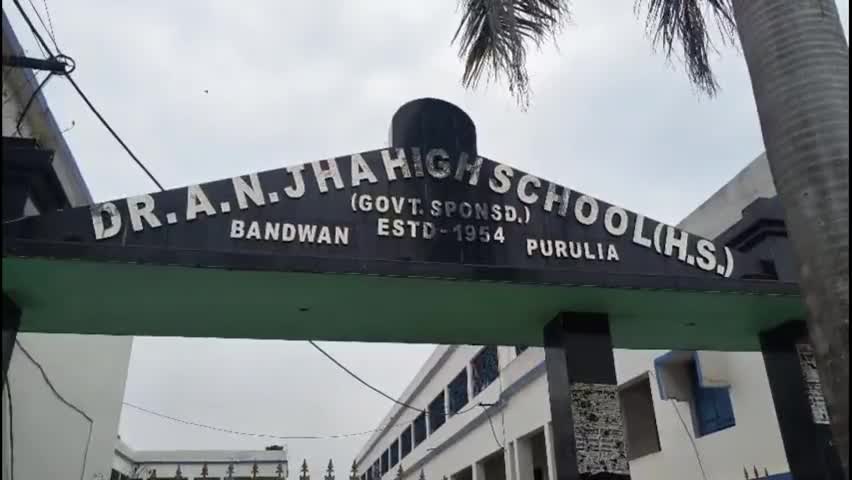 DR. A. N. JHA HIGH SCHOOL (H.S.)
(GOVT. SPONSD.)
BANDWAN ESTD-1954 PURULIA